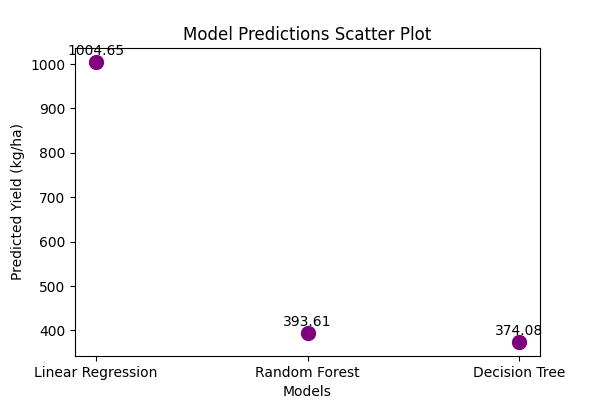 Model Predictions Scatter Plot
1004.65
1000
900
800
700
600
500
400
Predicted Yield (kg/ha)
393.61
374.08
Linear Regression Random Forest Decision Tree
Models